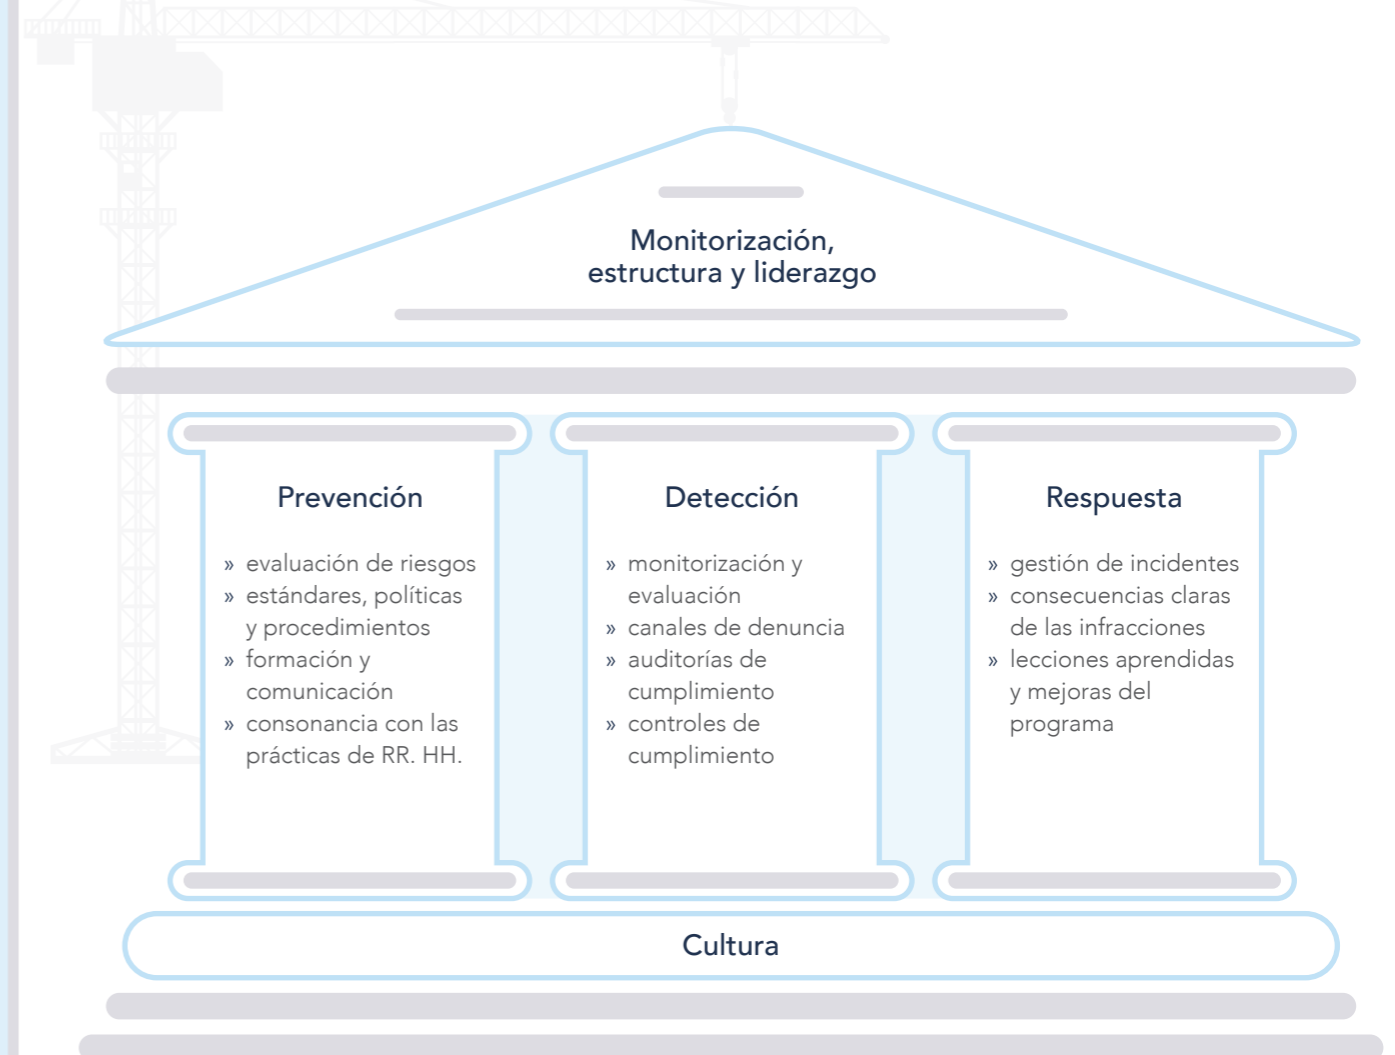 Monitorización,
estructura y liderazgo
Prevención
» evaluación de riesgos
» estándares, políticas
y procedimientos
» formación y
comunicación
» consonancia con las
prácticas de RR. HH.
Detección
» monitorización y
evaluación
» canales de denuncia
» auditorías de
cumplimiento
» controles de
cumplimiento
Respuesta
» gestión de incidentes
» consecuencias claras
de las infracciones
» lecciones aprendidas
y mejoras del
programa
Cultura